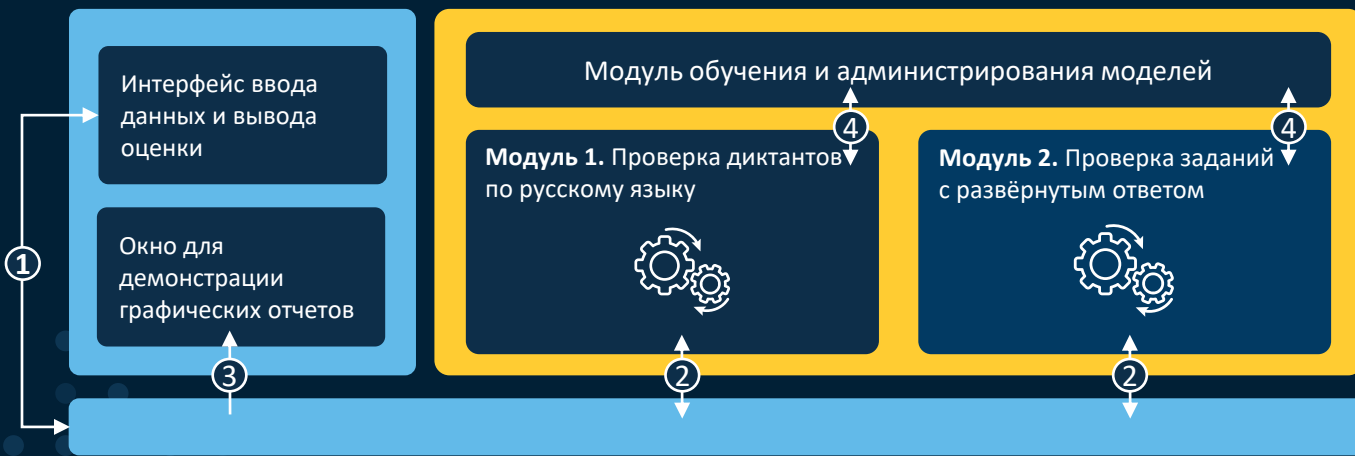 Интерфейс ввода
данных и вывода
оценки
Окно для
демонстрации
графических отчетов
Модуль обучения и администрирования моделей
Модуль 1. Проверка диктантов
по русскому языку
Модуль 2. Проверка заданий
с развёрнутым ответом
1
3
4
4
2
2